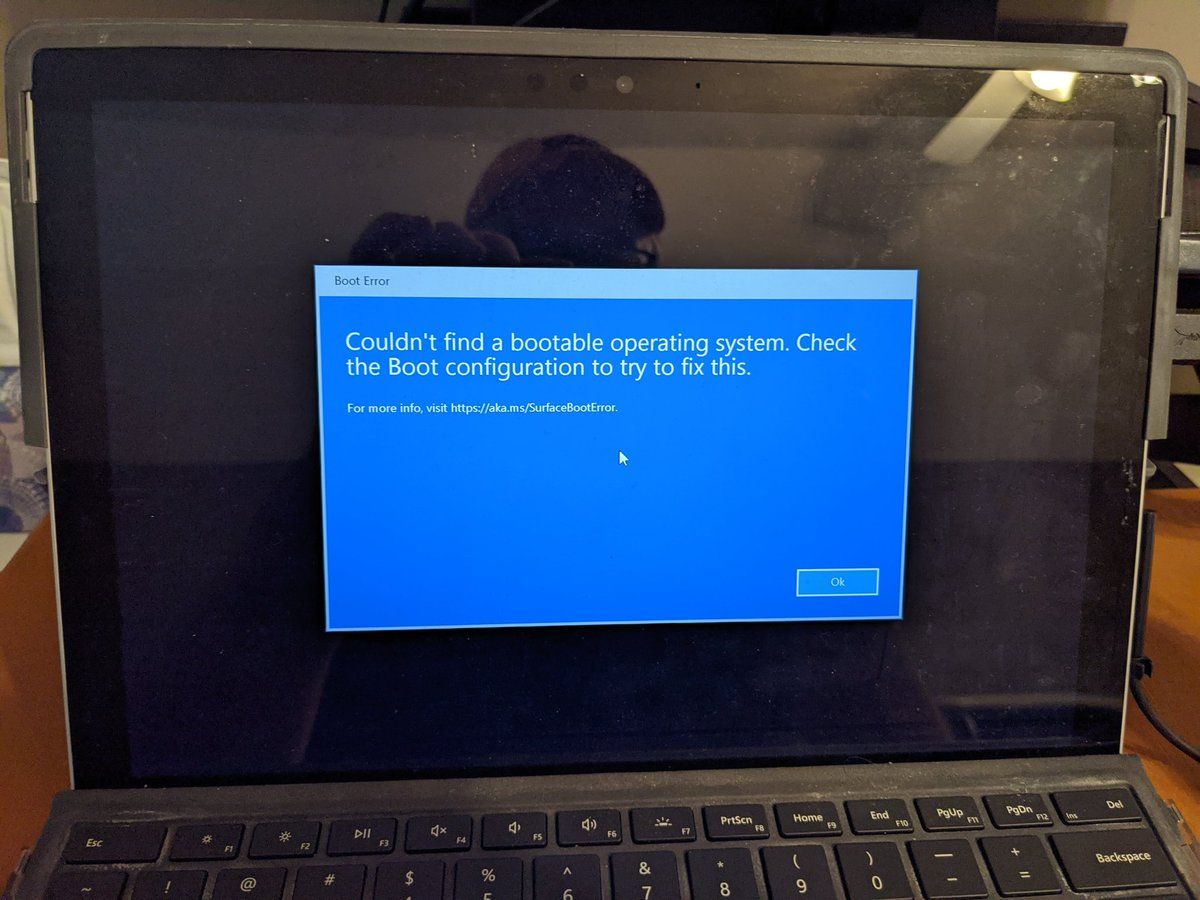 Boot Error
Couldn't find a bootable operating system. Check
the Boot configuration to try to fix this.
For more info, visit https://aka.ms/SurfaceBootError.
Ok
Esc F1 F2 F3 F4 F5 F6 F7 PrtScn F8 Home F9 End F10 PgUp F11 PgDn F12 Ins Del
~ ! @ # $ % 5 ^ 6 & 7 * 8 ( 9 ) 0 — - + = Backspace